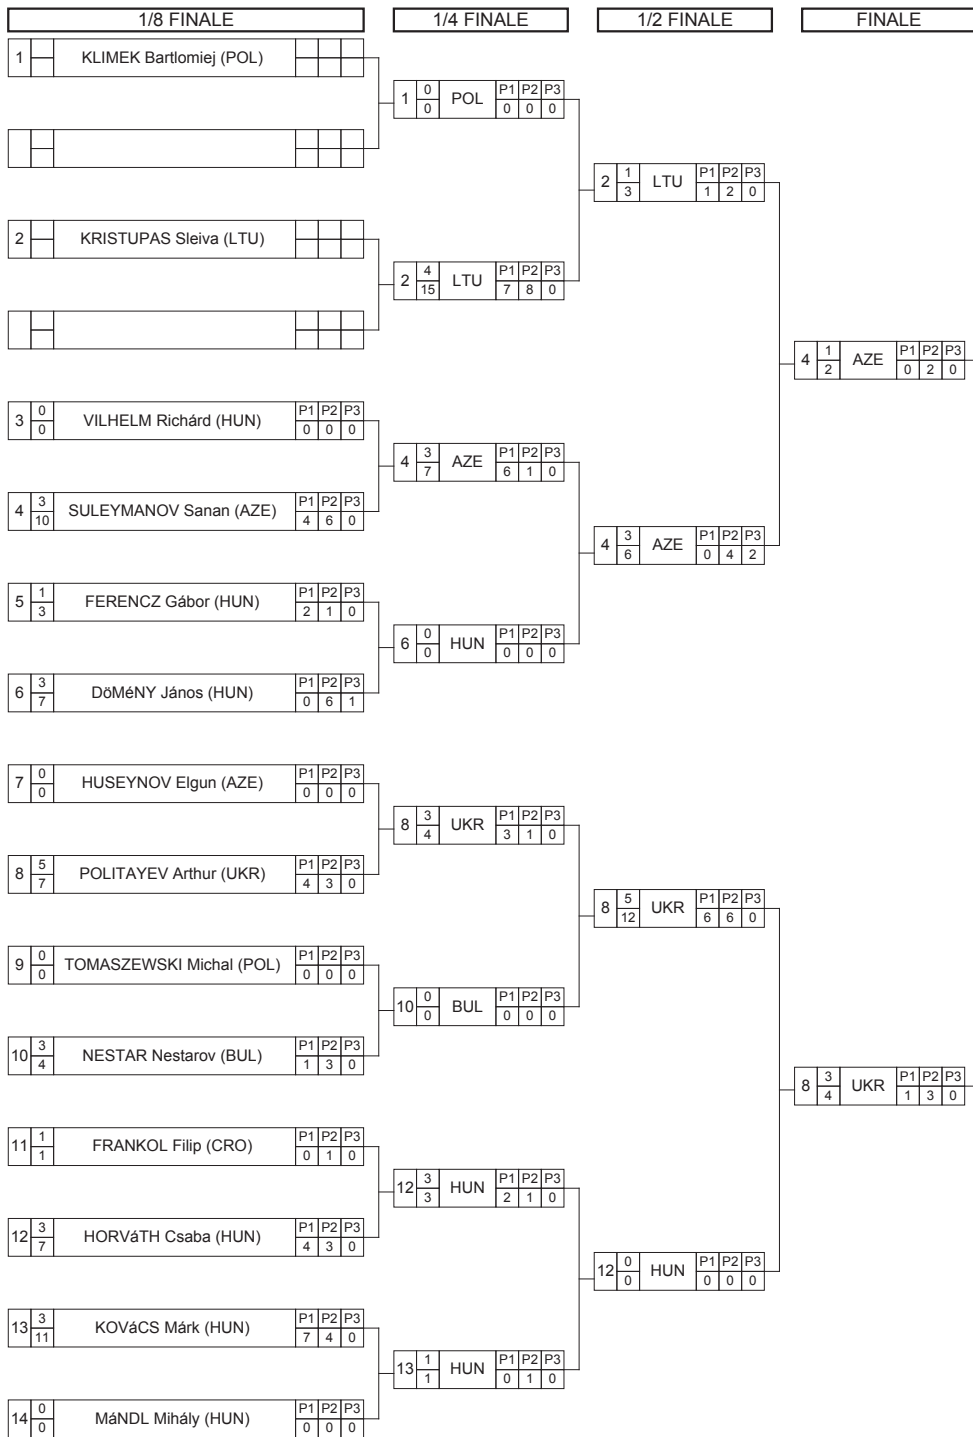 1/8 FINALE 1/4 FINALE 1/2 FINALE FINALE
1 KLIMEK Bartlomiej (POL)
1 0 0 POL P1 P2 P3 0 0 0
2 1 3 LTU P1 P2 P3 1 2 0
2 KRISTUPAS Sleiva (LTU)
2 4 15 LTU P1 P2 P3 7 8 0
4 1 2 AZE P1 P2 P3 0 2 0
3 0 0 VILHELM Richárd (HUN) P1 P2 P3 0 0 0
4 3 7 AZE P1 P2 P3 6 1 0
4 3 10 SULEYMANOV Sanan (AZE) P1 P2 P3 4 6 0
4 3 6 AZE P1 P2 P3 0 4 2
5 1 3 FERENCZ Gábor (HUN) P1 P2 P3 2 1 0
6 0 0 HUN P1 P2 P3 0 0 0
6 3 7 DöMéNY János (HUN) P1 P2 P3 0 6 1
7 0 0 HUSEYNOV Elgun (AZE) P1 P2 P3 0 0 0
8 3 4 UKR P1 P2 P3 3 1 0
8 5 7 POLITAYEV Arthur (UKR) P1 P2 P3 4 3 0
8 5 12 UKR P1 P2 P3 6 6 0
9 0 0 TOMASZEWSKI Michal (POL) P1 P2 P3 0 0 0
10 0 0 BUL P1 P2 P3 0 0 0
10 3 4 NESTAR Nestarov (BUL) P1 P2 P3 1 3 0
8 3 4 UKR P1 P2 P3 1 3 0
11 1 1 FRANKOL Filip (CRO) P1 P2 P3 0 1 0
12 3 3 HUN P1 P2 P3 2 1 0
12 3 7 HORVáTH Csaba (HUN) P1 P2 P3 4 3 0
12 0 0 HUN P1 P2 P3 0 0 0
13 3 11 KOVáCS Márk (HUN) P1 P2 P3 7 4 0
13 1 1 HUN P1 P2 P3 0 1 0
14 0 0 MáNDL Mihály (HUN) P1 P2 P3 0 0 0